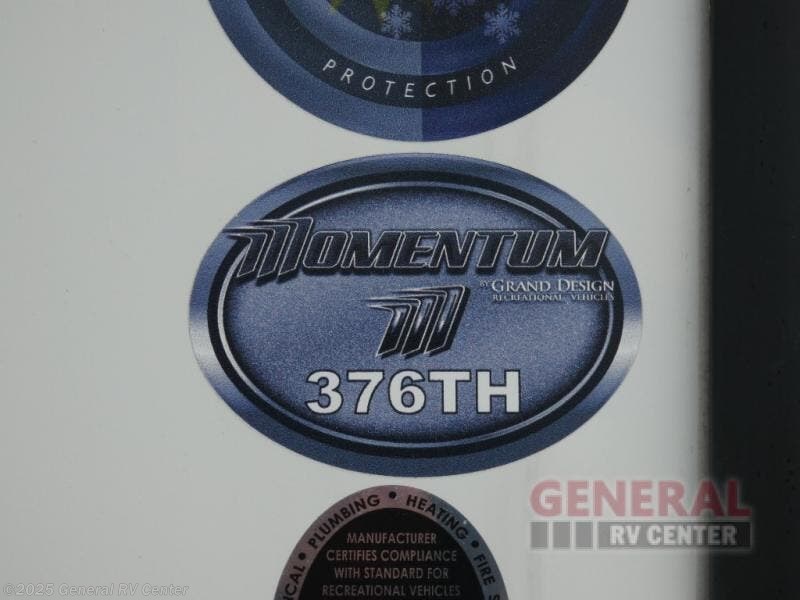 PROTECTION
MOMENTUM
BY GRAND DESIGN
RECREATIONAL VEHICLES
376TH
PLUMBING • HEATING • FIRE
MANUFACTURER
CERTIFIES COMPLIANCE
WITH STANDARD FOR
RECREATIONAL VEHICLES
GENERAL
RV CENTER
©2025 General RV Center